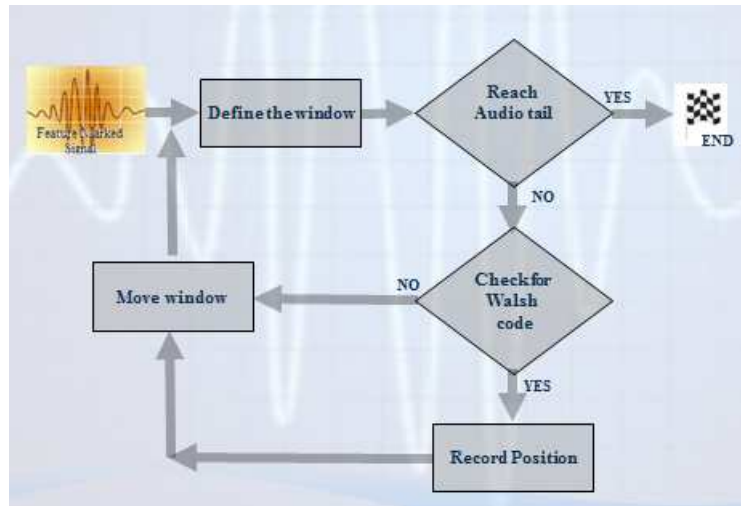 Feature Marked
Signal
Define the window
Reach
Audio tail
YES
END
NO
Check for
Walsh
code
NO
Move window
YES
Record Position